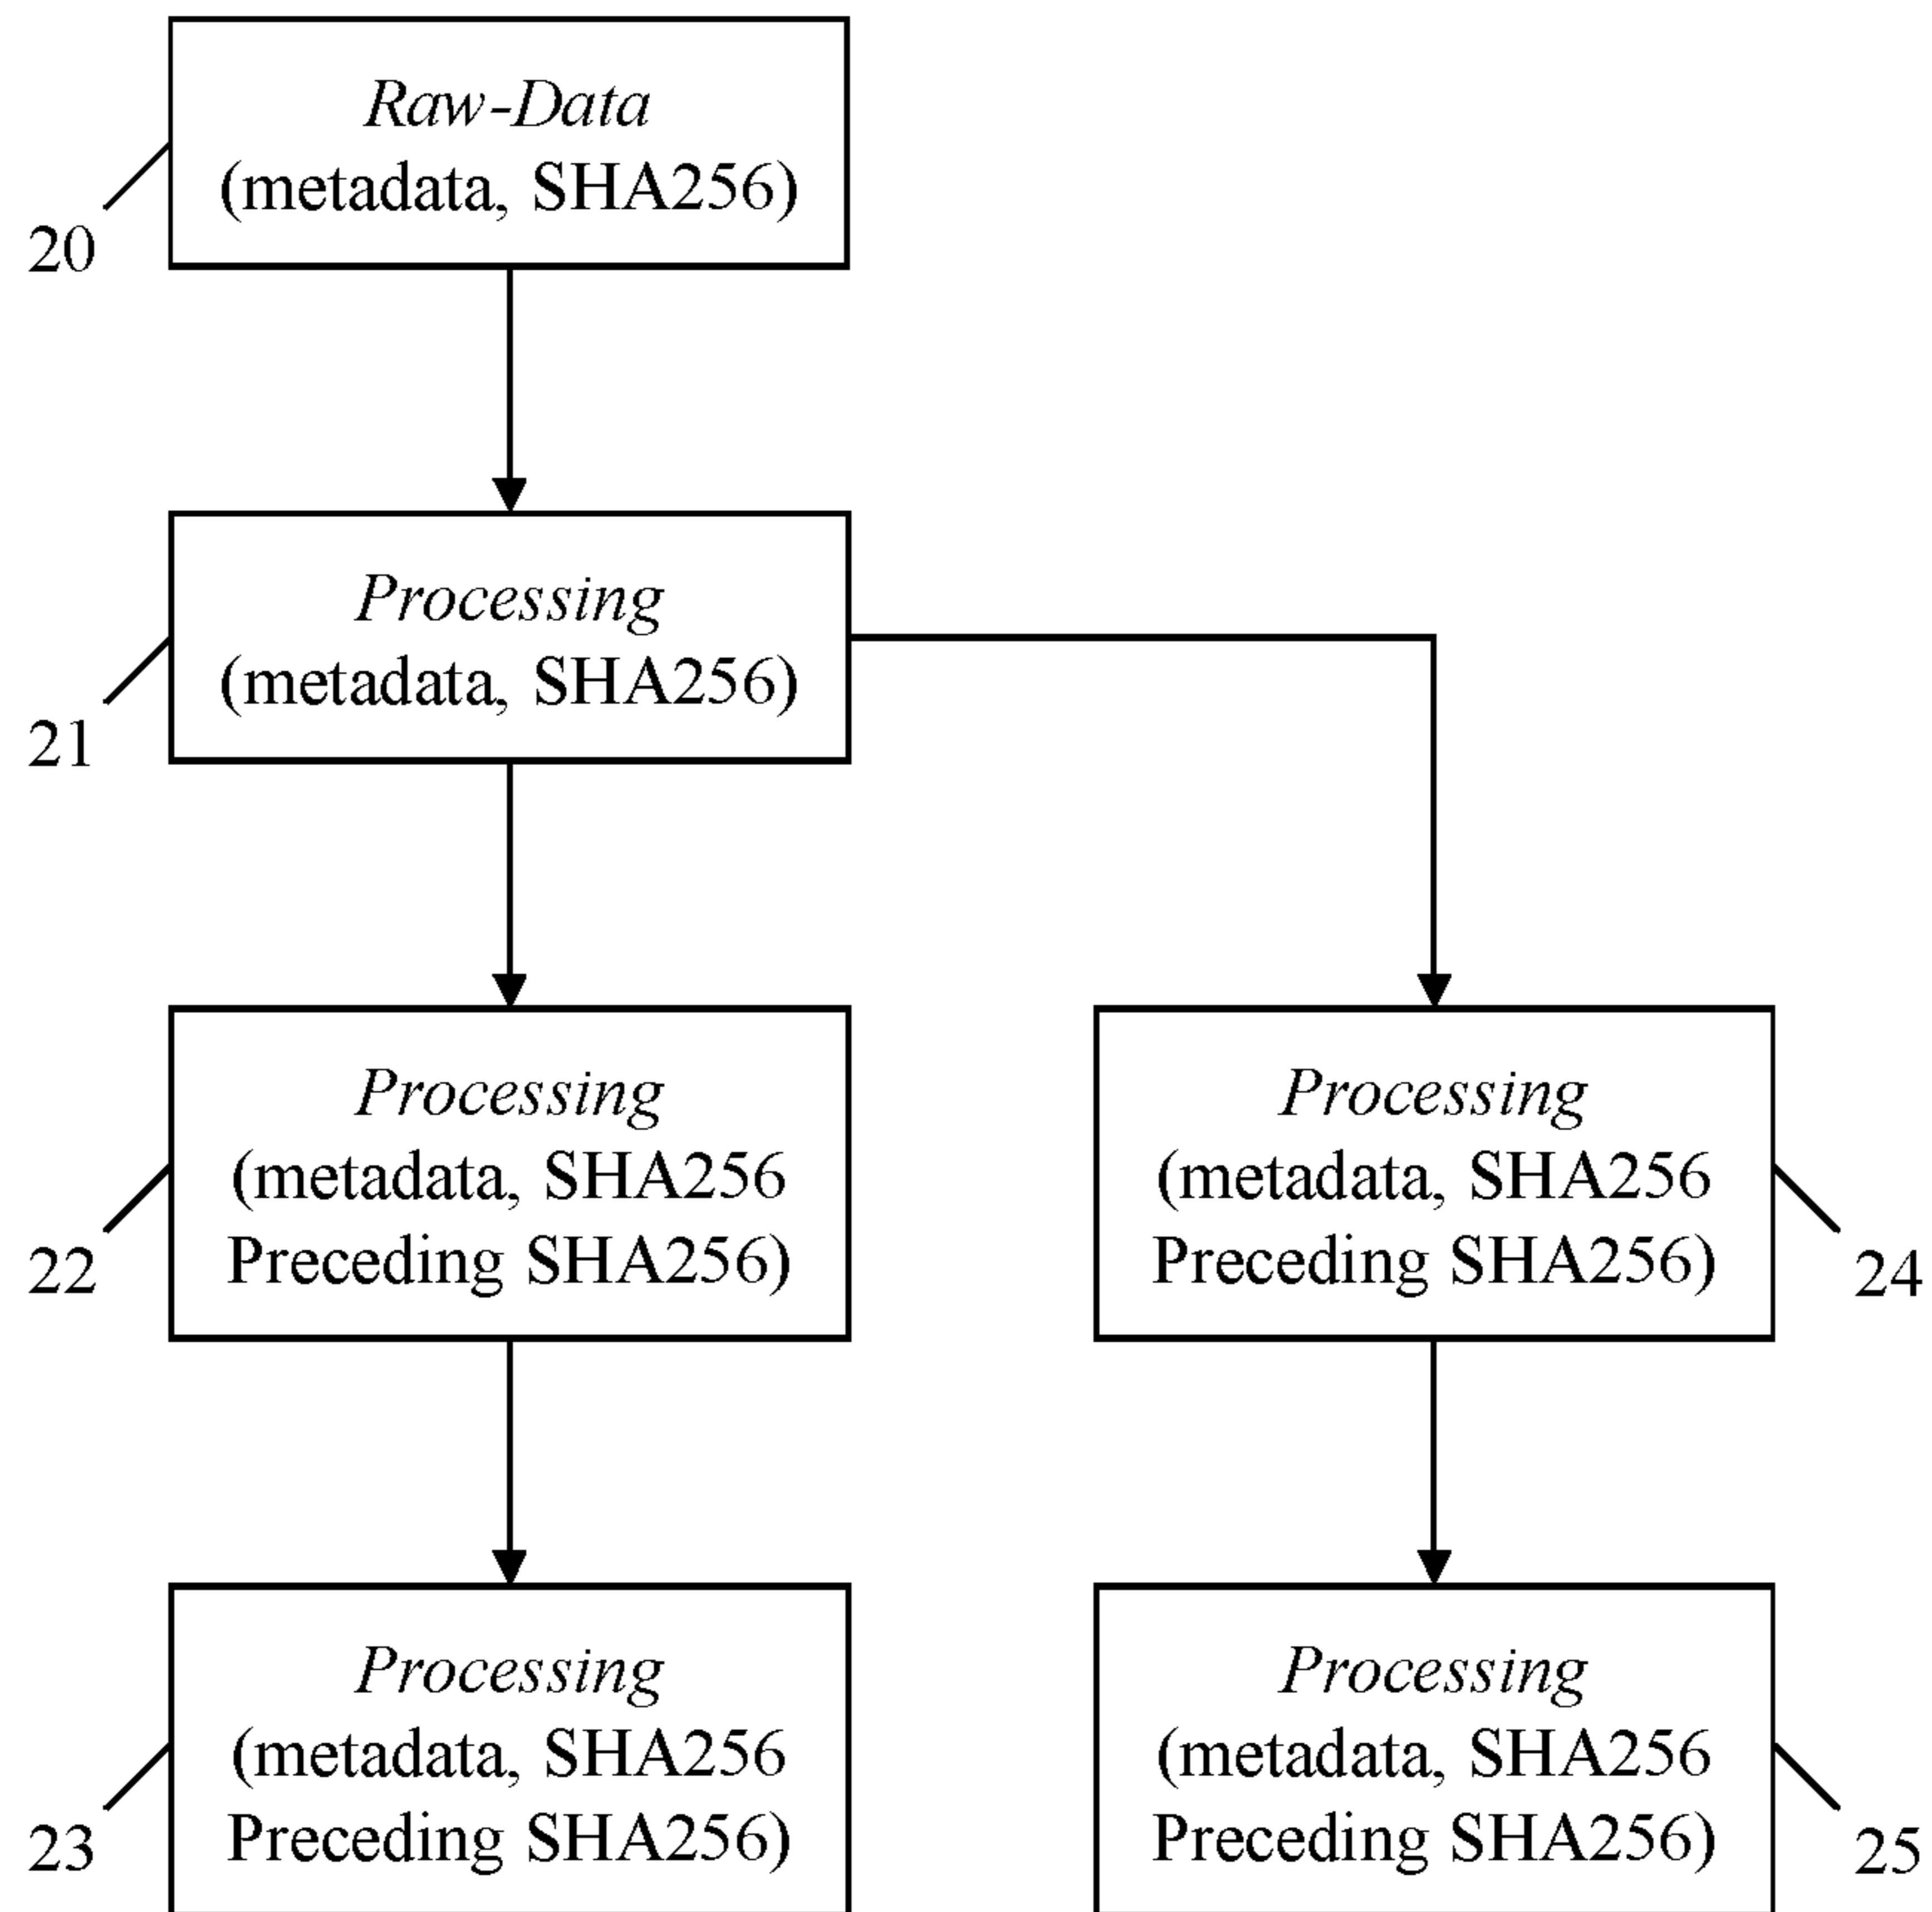 Raw-Data
(metadata, SHA256)
20
Processing
(metadata, SHA256)
21
Processing
(metadata, SHA256
Preceding SHA256)
22
Processing
(metadata, SHA256
Preceding SHA256)
24
Processing
(metadata, SHA256
Preceding SHA256)
23
Processing
(metadata, SHA256
Preceding SHA256)
25